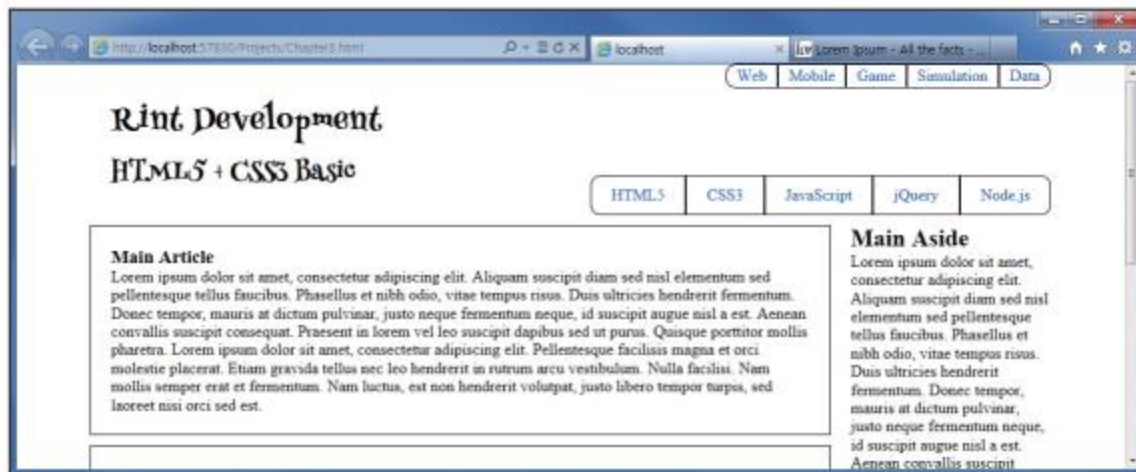 http://localhost:57830/Projects/Chapter3.html
localhost
Lorem Ipsum - All the facts - ...
Web Mobile Game Simulation Data
Rint Development
HTML5 + CSS3 Basic
HTML5 CSS3 JavaScript jQuery Node.js
Main Article
Lorem ipsum dolor sit amet, consectetur adipiscing elit. Aliquam suscipit diam sed nisl elementum sed
pellentesque tellus faucibus. Phasellus et nibh odio, vitae tempus risus. Duis ultricies hendrerit fermentum.
Donec tempor, mauris at dictum pulvinar, justo neque fermentum neque, id suscipit augue nisl a est. Aenean
convallis suscipit consequat. Praesent in lorem vel leo suscipit dapibus sed ut purus. Quisque porttitor mollis
pharetra. Lorem ipsum dolor sit amet, consectetur adipiscing elit. Pellentesque facilisis magna et orci
molestie placerat. Etiam gravida tellus nec leo hendrerit in rutrum arcu vestibulum. Nulla facilisi. Nam
mollis semper erat et fermentum. Nam luctus, est non hendrerit volutpat, justo libero tempor turpis, sed
laoreet nisi orci sed est.
Main Aside
Lorem ipsum dolor sit amet,
consectetur adipiscing elit.
Aliquam suscipit diam sed nisl
elementum sed pellentesque
tellus faucibus. Phasellus et
nibh odio, vitae tempus risus.
Duis ultricies hendrerit
fermentum. Donec tempor,
mauris at dictum pulvinar,
justo neque fermentum neque,
id suscipit augue nisl a est.
Aenean convallis suscipit